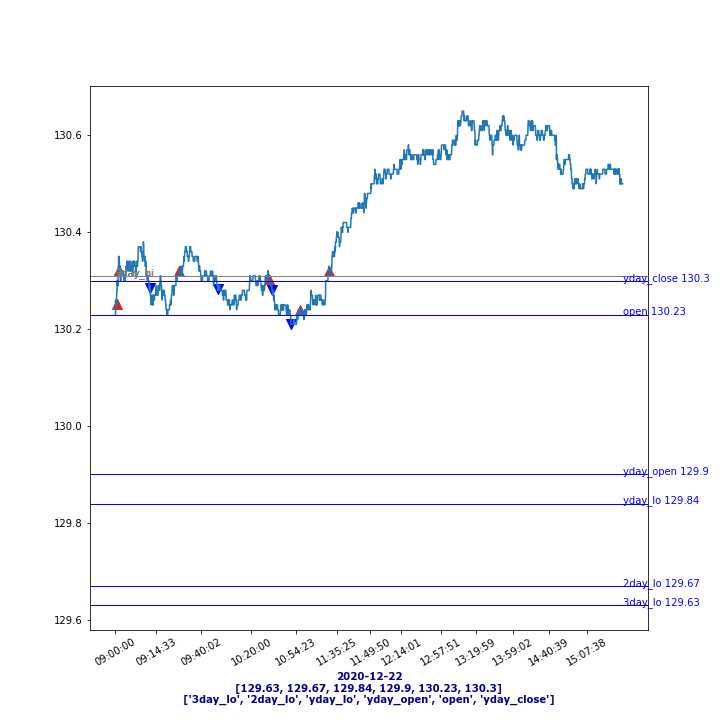 130.6
130.4
130.2
130.0
129.8
129.6
yday_close 130.3
open 130.23
yday_open 129.9
yday_lo 129.84
2day_lo 129.67
3day_lo 129.63
09:00:00
09:14:33
09:40:02
10:20:00
10:54:23
11:35:25
11:49:50
12:14:01
12:57:51
13:19:59
13:59:02
14:40:39
15:07:38
2020-12-22
[129.63, 129.67, 129.84, 129.9, 130.23, 130.3]
['3day_lo', '2day_lo', 'yday_lo', 'yday_open', 'open', 'yday_close']